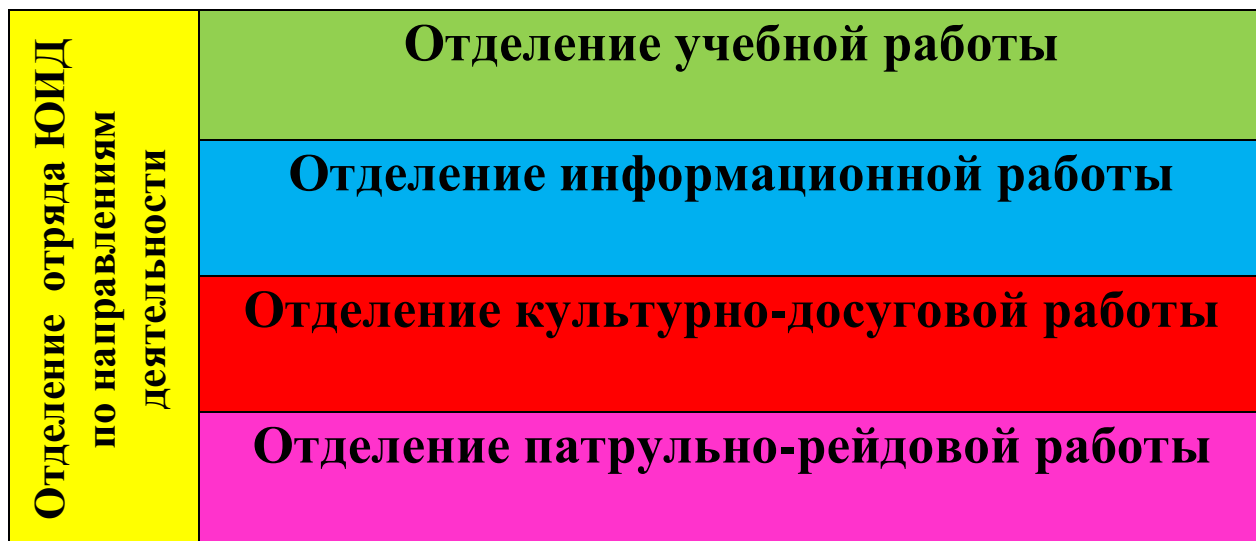 Отделение отряда ЮИД
по направлениям
деятельности
Отделение учебной работы
Отделение информационной работы
Отделение культурно-досуговой работы
Отделение патрульно-рейдовой работы